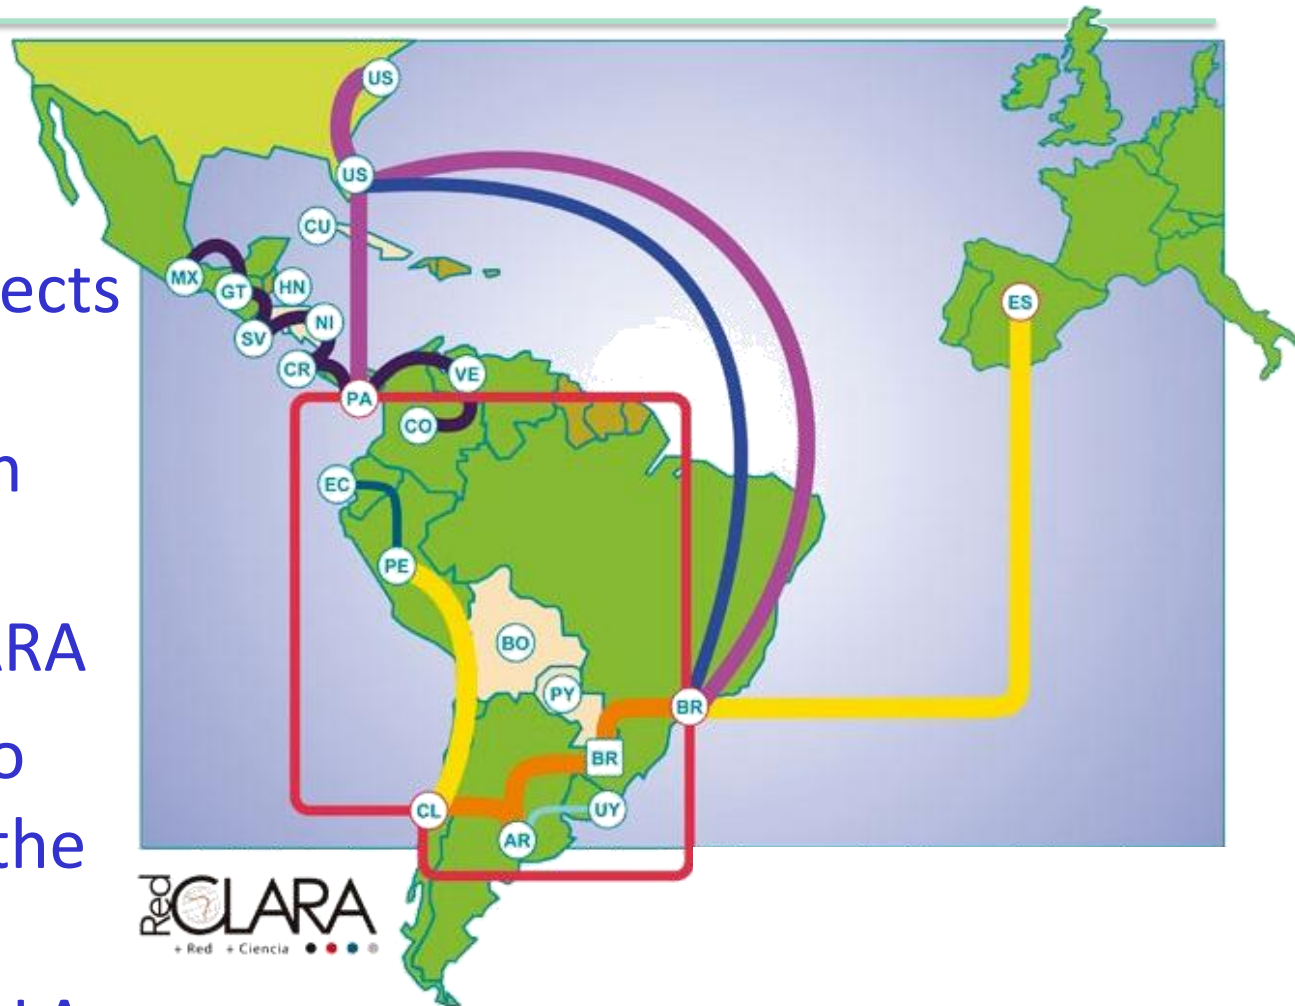 US
US
CU
ects
MX
GT
HN
SV
NI
CR
VE
PA
CO
EC
PE
BO
ARA
PY
BR
BR
CL
UY
AR
the
Red
CLARA
+ Red + Ciencia
ES